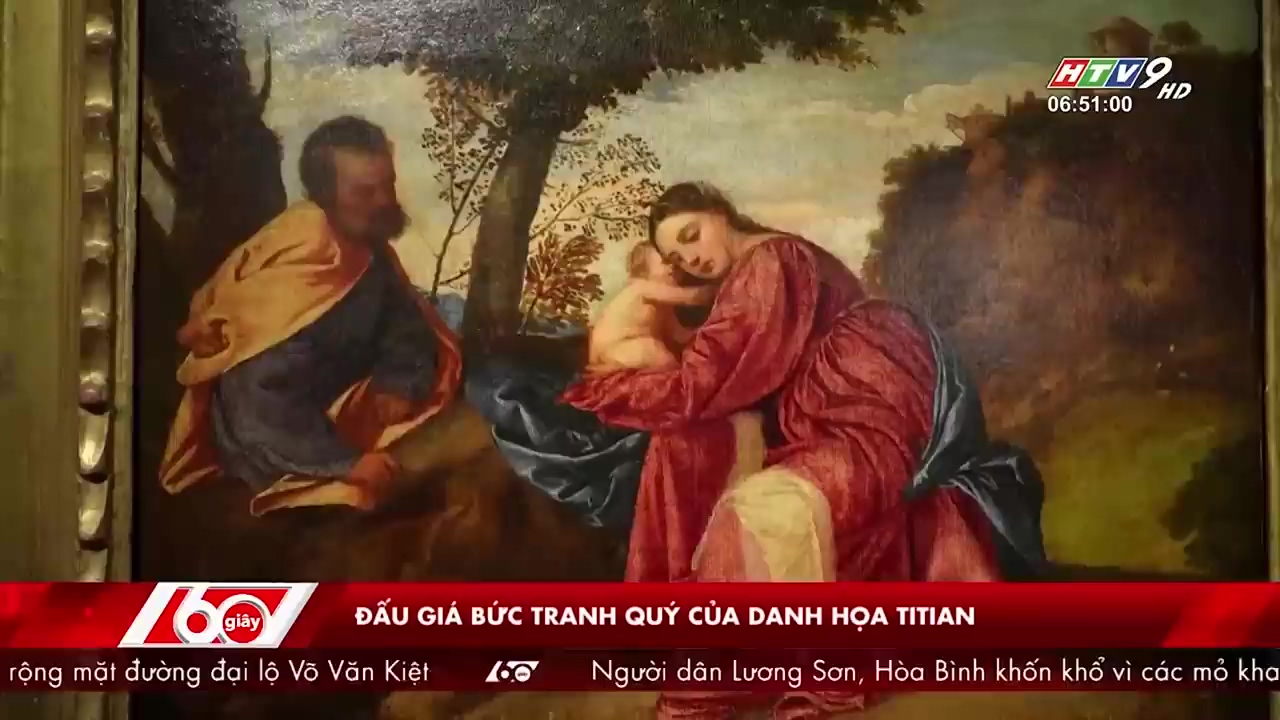 HTV9 HD
06:51:00
60 giây
ĐẤU GIÁ BỨC TRANH QUÝ CỦA DANH HỌA TITIAN
rộng mặt đường đại lộ Võ Văn Kiệt 60 giây Người dân Lương Sơn, Hòa Bình khốn khổ vì các mỏ kha